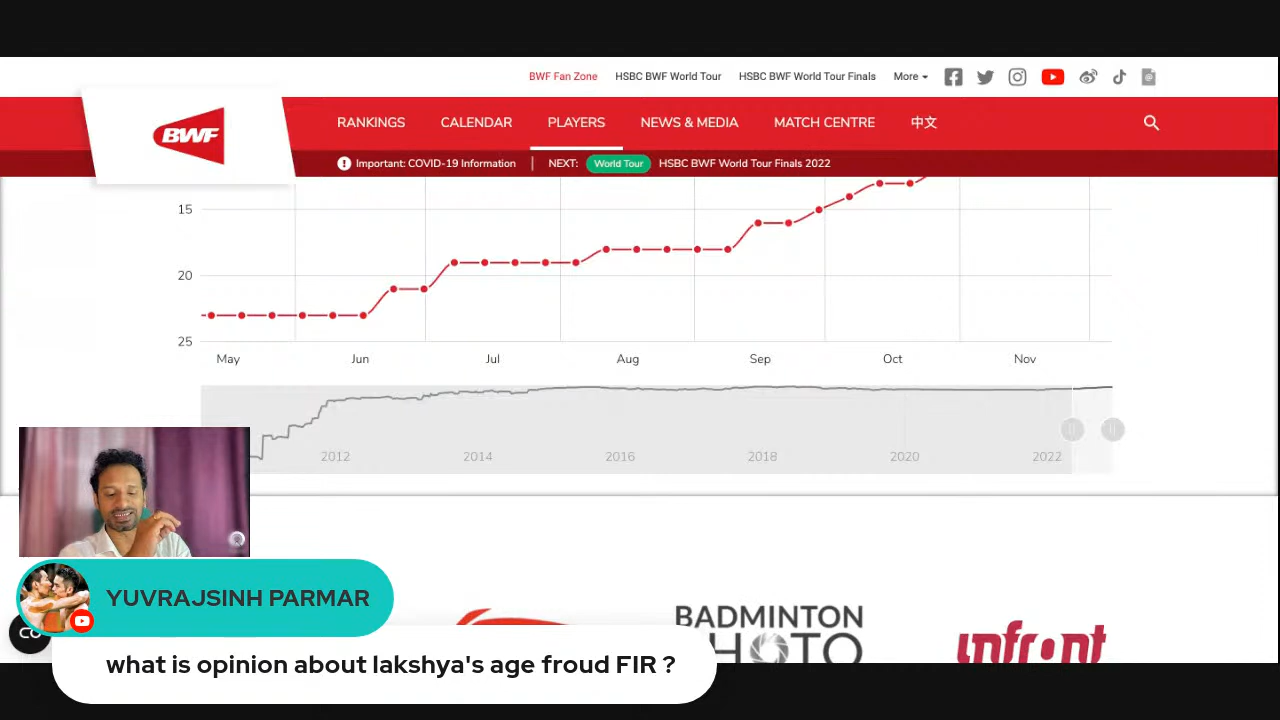 BWF Fan Zone HSBC BWF World Tour HSBC BWF World Tour Finals More
RANKINGS CALENDAR PLAYERS NEWS & MEDIA MATCH CENTRE 中文
BWF
Important: COVID-19 Information | NEXT: World Tour HSBC BWF World Tour Finals 2022
15
20
25
May Jun Jul Aug Sep Oct Nov
2012 2014 2016 2018 2020 2022
YUVRAJSINH PARMAR
BADMINTON
HOTO
infront
CO
what is opinion about lakshya's age froud FIR ?